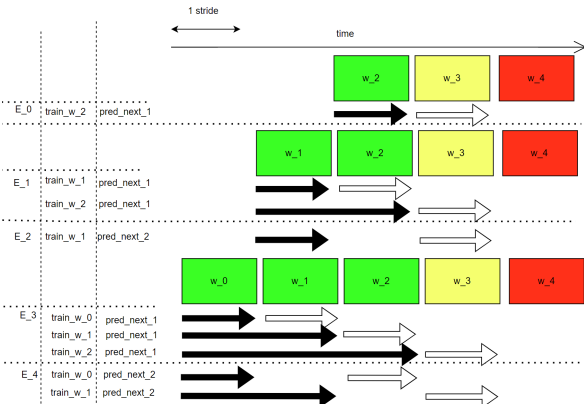 1 stride
time
w_2 w_3 w_4
E_0 train_w_2 pred_next_1
w_1 w_2 w_3 w_4
E_1 train_w_1 pred_next_1
train_w_2 pred_next_1
E_2 train_w_1 pred_next_2
w_0 w_1 w_2 w_3 w_4
E_3 train_w_0 pred_next_1
train_w_1 pred_next_1
train_w_2 pred_next_1
E_4 train_w_0 pred_next_2
train_w_1 pred_next_2